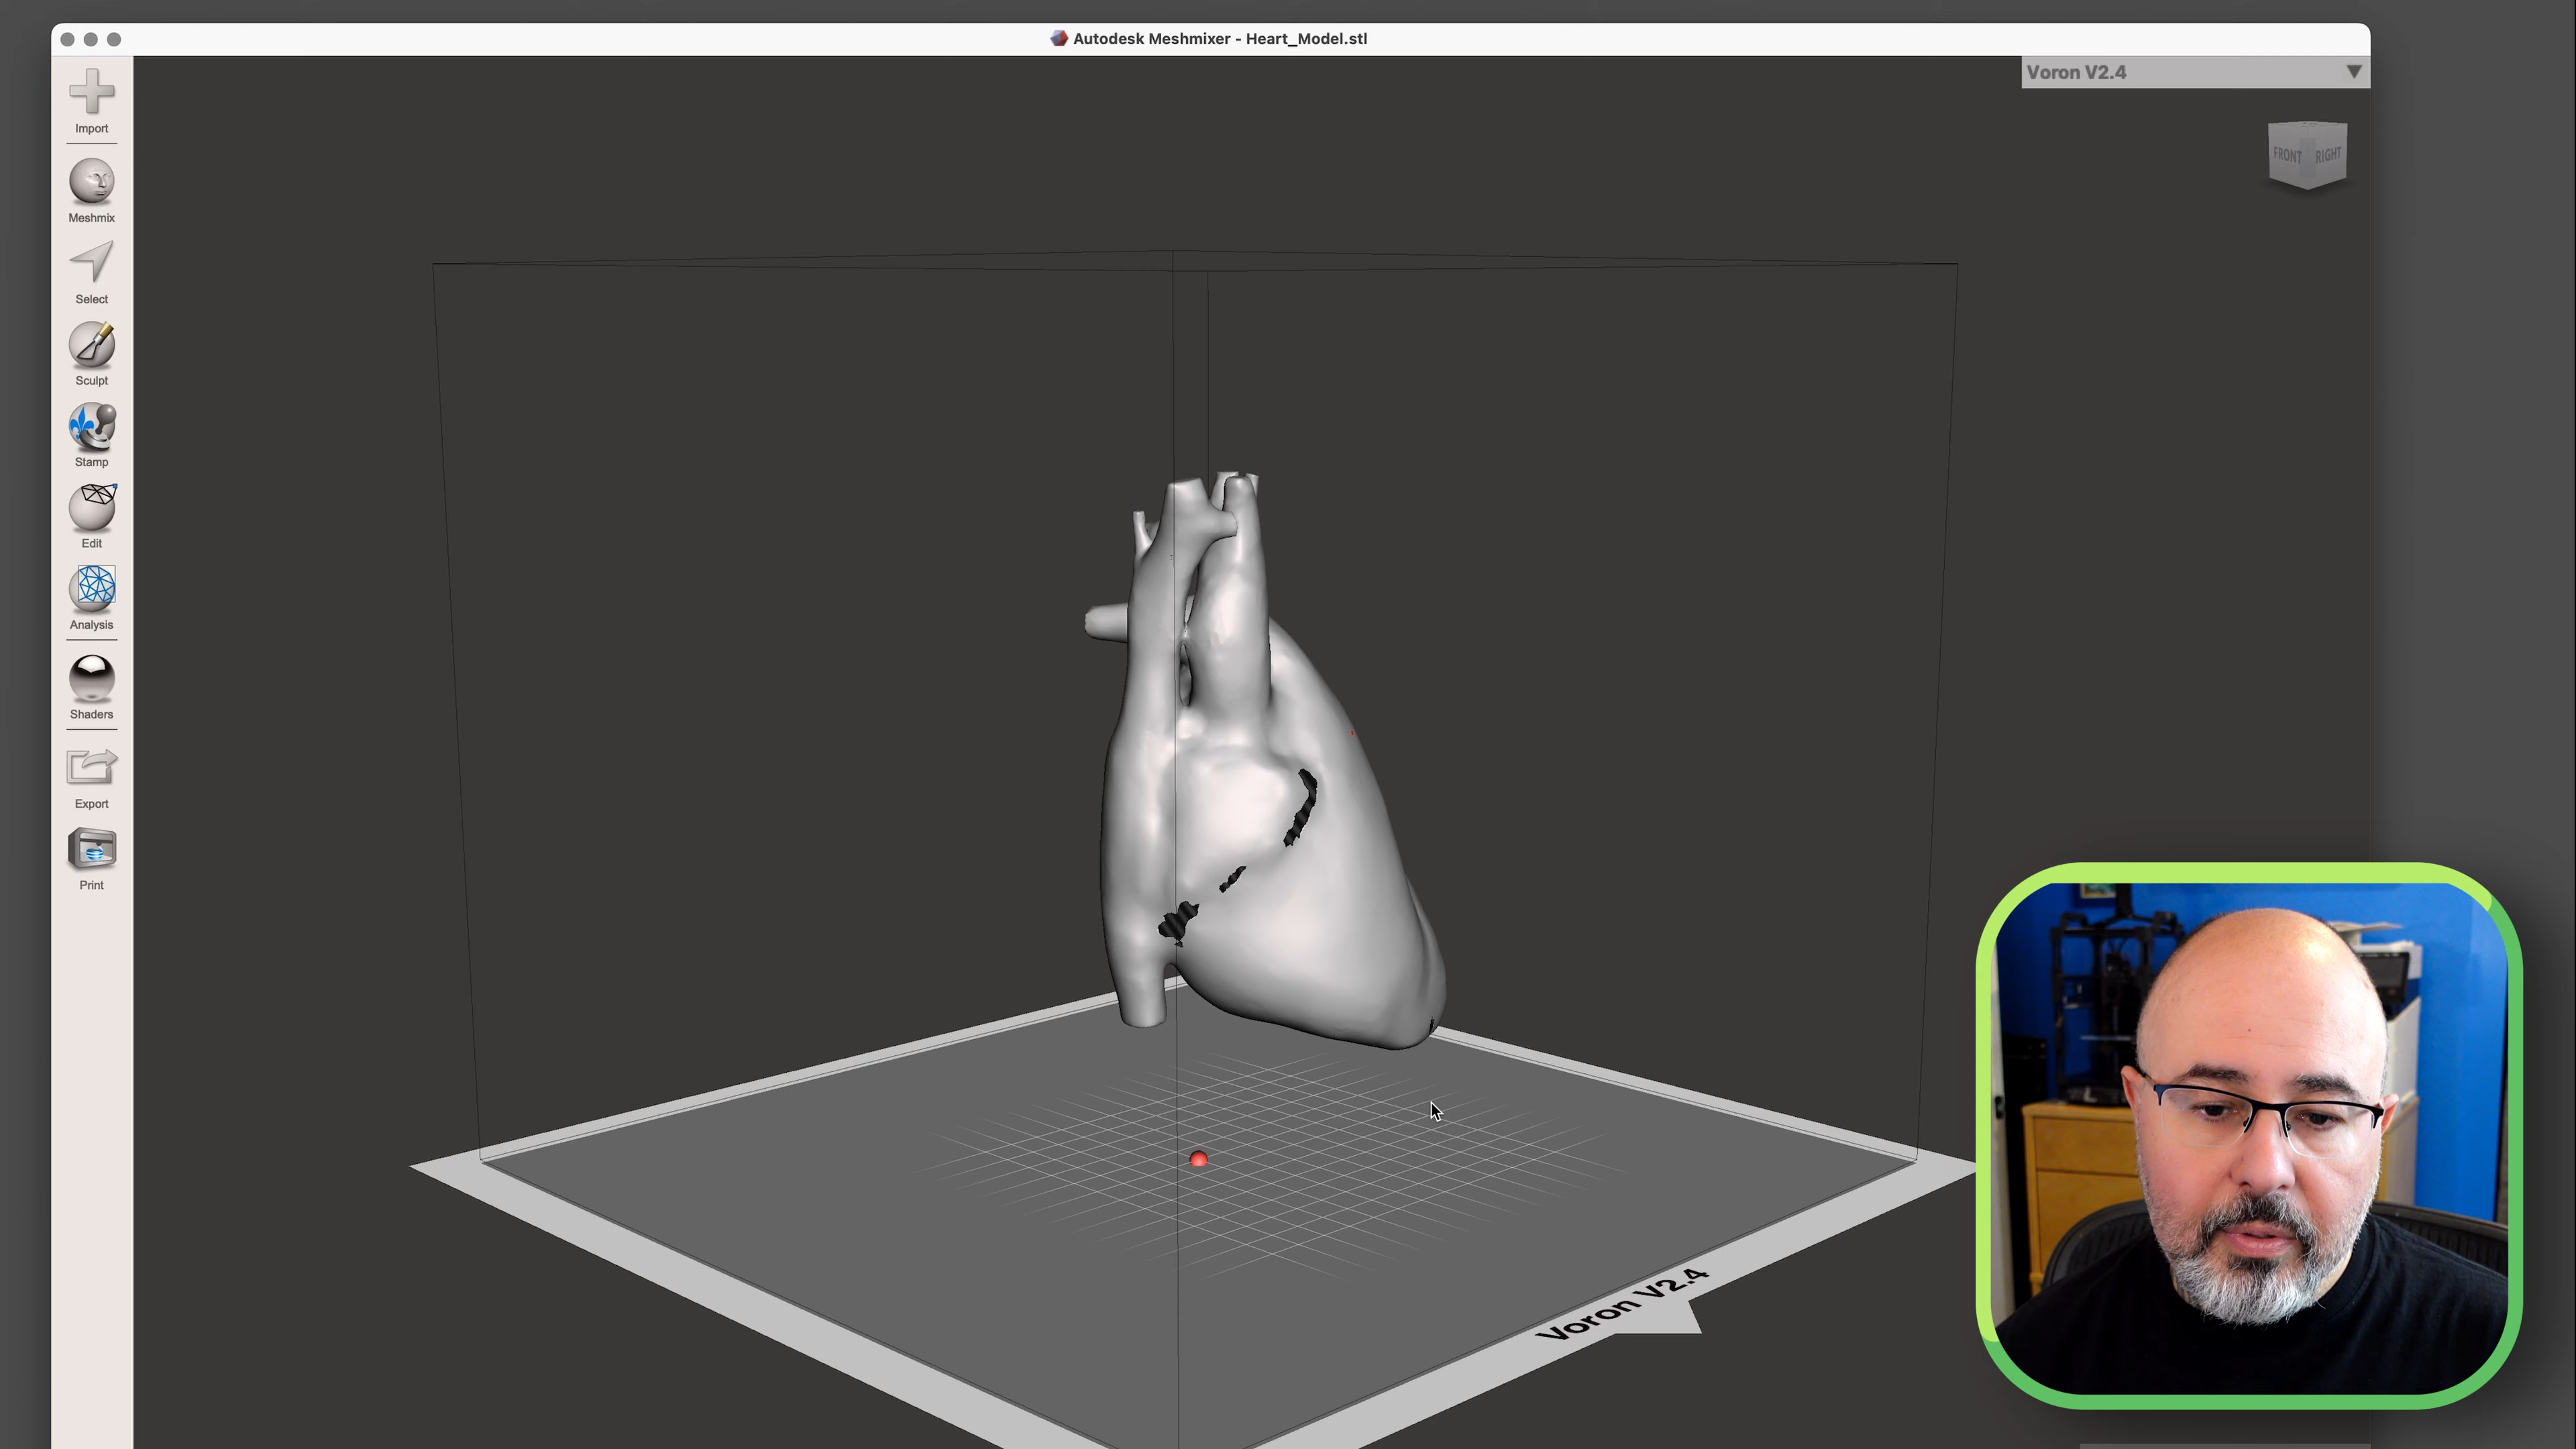 Autodesk Meshmixer - Heart_Model.stl
Voron V2.4
Import
Meshmix
Select
Sculpt
Stamp
Edit
Analysis
Shaders
Export
Print
FRONT
RIGHT
Voron V2.4